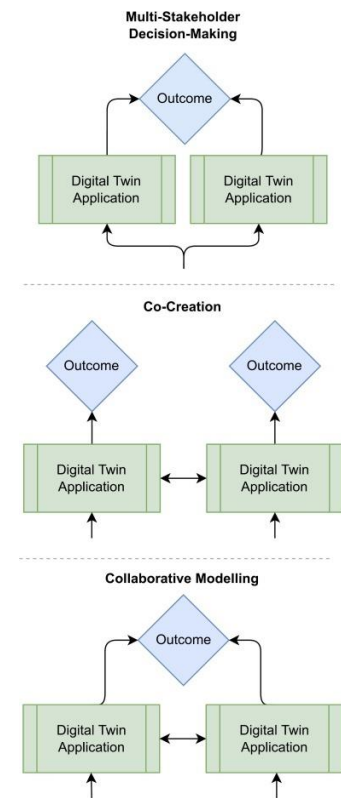 Multi-Stakeholder
Decision-Making
Outcome
Digital Twin
Application
Digital Twin
Application
Co-Creation
Outcome
Outcome
Digital Twin
Application
Digital Twin
Application
Collaborative Modelling
Outcome
Digital Twin
Application
Digital Twin
Application